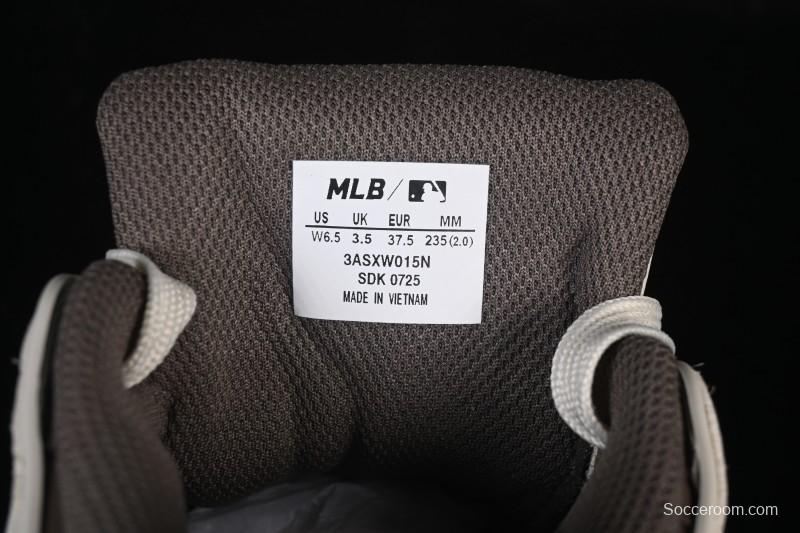 MLB/
US UK EUR MM
W6.5 3.5 37.5 235(2.0)
3ASXW015N
SDK 0725
MADE IN VIETNAM
Socceroom.com